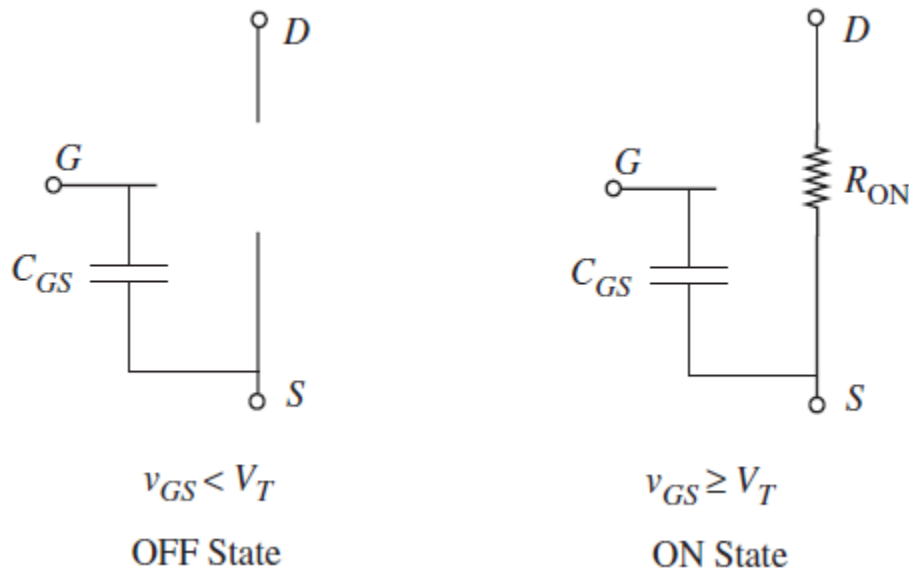 D
D
G
G
R_ON
C_GS
C_GS
S
S
v_GS < V_T
v_GS ≥ V_T
OFF State
ON State